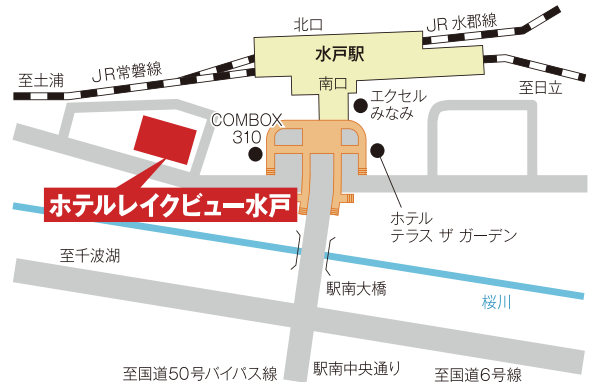 北口
JR水郡線
水戸駅
JR常磐線
至土浦
南口
至日立
エクセル
みなみ
COMBOX
310
ホテルレイクビュー水戸
ホテル
テラス ザ ガーデン
至千波湖
駅南大橋
桜川
至国道50号バイパス線
駅南中央通り
至国道6号線